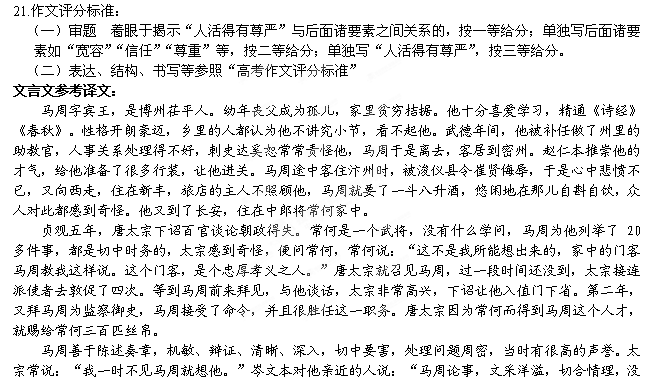 21.作文评分标准：
（一）审题 着眼于揭示“人活得有尊严”与后面诸要素之间关系的，按一等给分；单独写后面诸要
素如“宽容”“信任”“尊重”等，按二等给分；单独写“人活得有尊严”，按三等给分。
（二）表达、结构、书写等参照“高考作文评分标准”
文言文参考译文：
马周字宾王，是博州茌平人。幼年丧父成为孤儿，家里贫穷拮据。他十分喜爱学习，精通《诗经》
《春秋》。性格开朗豪迈，乡里的人都认为他不讲究小节，看不起他。武德年间，他被补任做了州里的
助教官，人事关系处理得不好，刺史达奚恕常常责怪他，马周于是离去，客居到密州。赵仁本推崇他的
才气，给他准备了很多行装，让他进关。马周途中客住汴州时，被浚仪县令崔贤侮辱，于是心中悲愤不
已，又向西走，住在新丰，旅店的主人不照顾他，马周就要了一斗八升酒，悠闲地在那儿自斟自饮，众
人对此都感到奇怪。他又到了长安，住在中郎将常何家中。
贞观五年，唐太宗下诏百官谈论朝政得失。常何是一个武将，没有什么学问，马周为他列举了 20
多件事，都是切中时务的，太宗感到奇怪，便问常何，常何说：“这不是我所能想出来的，家中的门客
马周教我这样说。这个门客，是个忠厚孝义之人。”唐太宗就召见马周，过一段时间还没到，太宗接连
派使者去敦促了四次。等到马周前来拜见，与他谈话，太宗非常高兴，下诏让他入值门下省。第二年，
又拜马周为监察御史，马周接受了命令，并且很胜任这一职务。唐太宗因为常何而得到马周这个人才，
就赐给常何三百匹丝帛。
马周善于陈述奏章，机敏、辩证、清晰、深入，切中要害，处理问题周密，当时有很高的声誉。太
宗常说：“我一时不见马周就想他。”岑文本对他亲近的人说：“马周论事，文采洋溢，切合情理，没